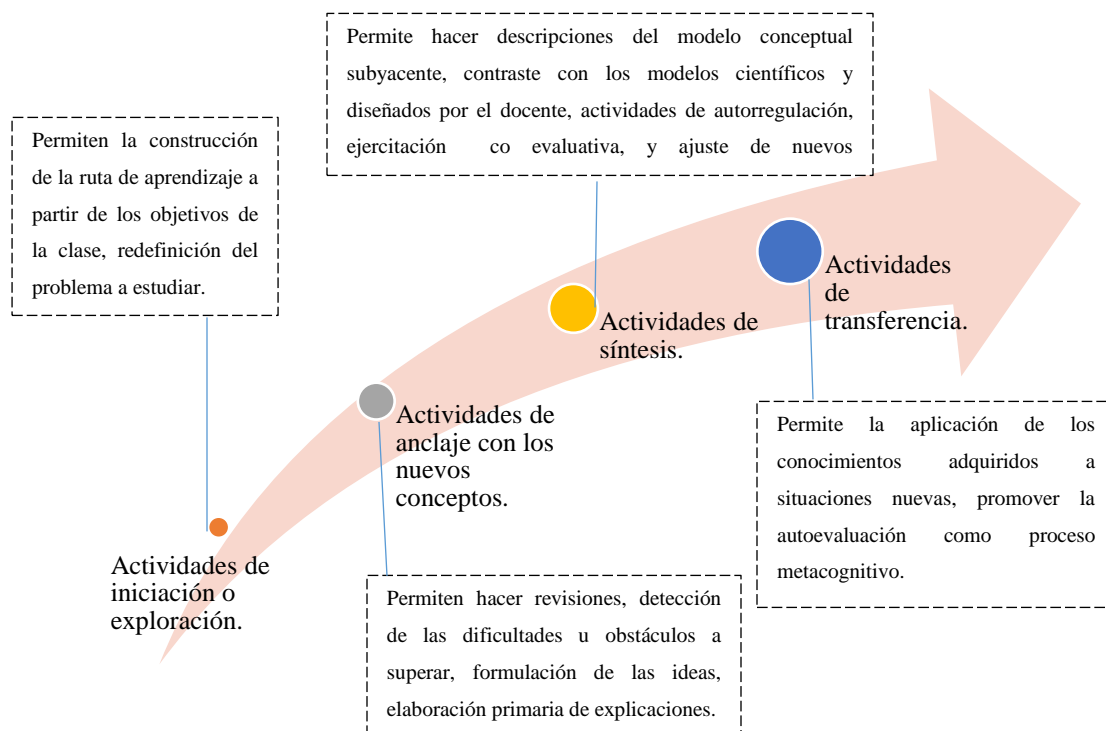 Permite hacer descripciones del modelo conceptual
subyacente, contraste con los modelos científicos y
diseñados por el docente, actividades de autorregulación,
ejercitación co evaluativa, y ajuste de nuevos
Permiten la construcción
de la ruta de aprendizaje a
partir de los objetivos de
la clase, redefinición del
problema a estudiar.
Actividades
de
transferencia.
Actividades de
síntesis.
Actividades de
anclaje con los
nuevos
conceptos.
Permite la aplicación de los
conocimientos adquiridos a
situaciones nuevas, promover la
autoevaluación como proceso
metacognitivo.
Actividades de
iniciación o
exploración.
Permiten hacer revisiones, detección
de las dificultades u obstáculos a
superar, formulación de las ideas,
elaboración primaria de explicaciones.